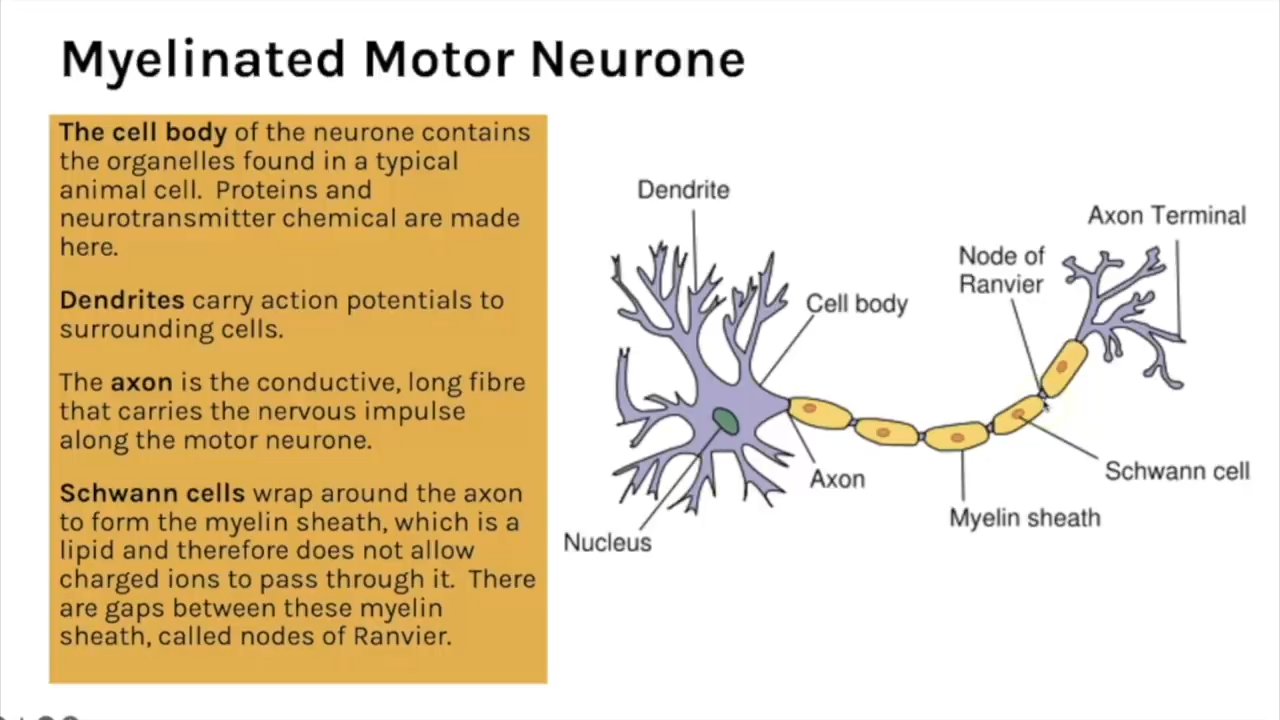 Myelinated Motor Neurone
The cell body of the neurone contains
the organelles found in a typical
animal cell. Proteins and
neurotransmitter chemical are made
here.
Dendrites carry action potentials to
surrounding cells.
The axon is the conductive, long fibre
that carries the nervous impulse
along the motor neurone.
Schwann cells wrap around the axon
to form the myelin sheath, which is a
lipid and therefore does not allow
charged ions to pass through it. There
are gaps between these myelin
sheath, called nodes of Ranvier.
Dendrite
Axon Terminal
Node of
Ranvier
Cell body
Axon
Schwann cell
Myelin sheath
Nucleus